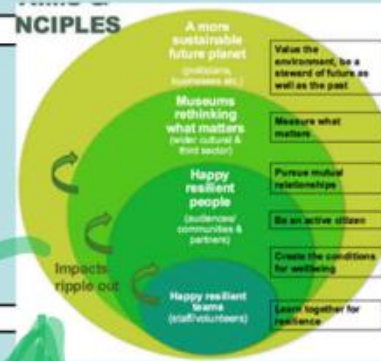 NCIPLES
A more
sustainable
future planet
(politicians,
businesses etc.)
Museums
rethinking
what matters
(wider cultural &
third sector)
Happy
resilient
people
(audiences/
communities &
partners)
Happy resilient
teams
(staff/volunteers)
Impacts
ripple out
Value the
environment, be a
steward of future as
well as the past
Measure what
matters
Pursue mutual
relationships
Be an active citizen
Create the conditions
for wellbeing
Learn together for
resilience